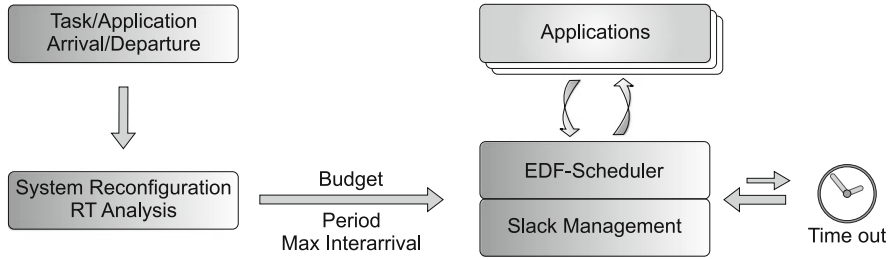 Task/Application
Arrival/Departure
Applications
System Reconfiguration
RT Analysis
Budget
Period
Max Interarrival
EDF-Scheduler
Slack Management
Time out